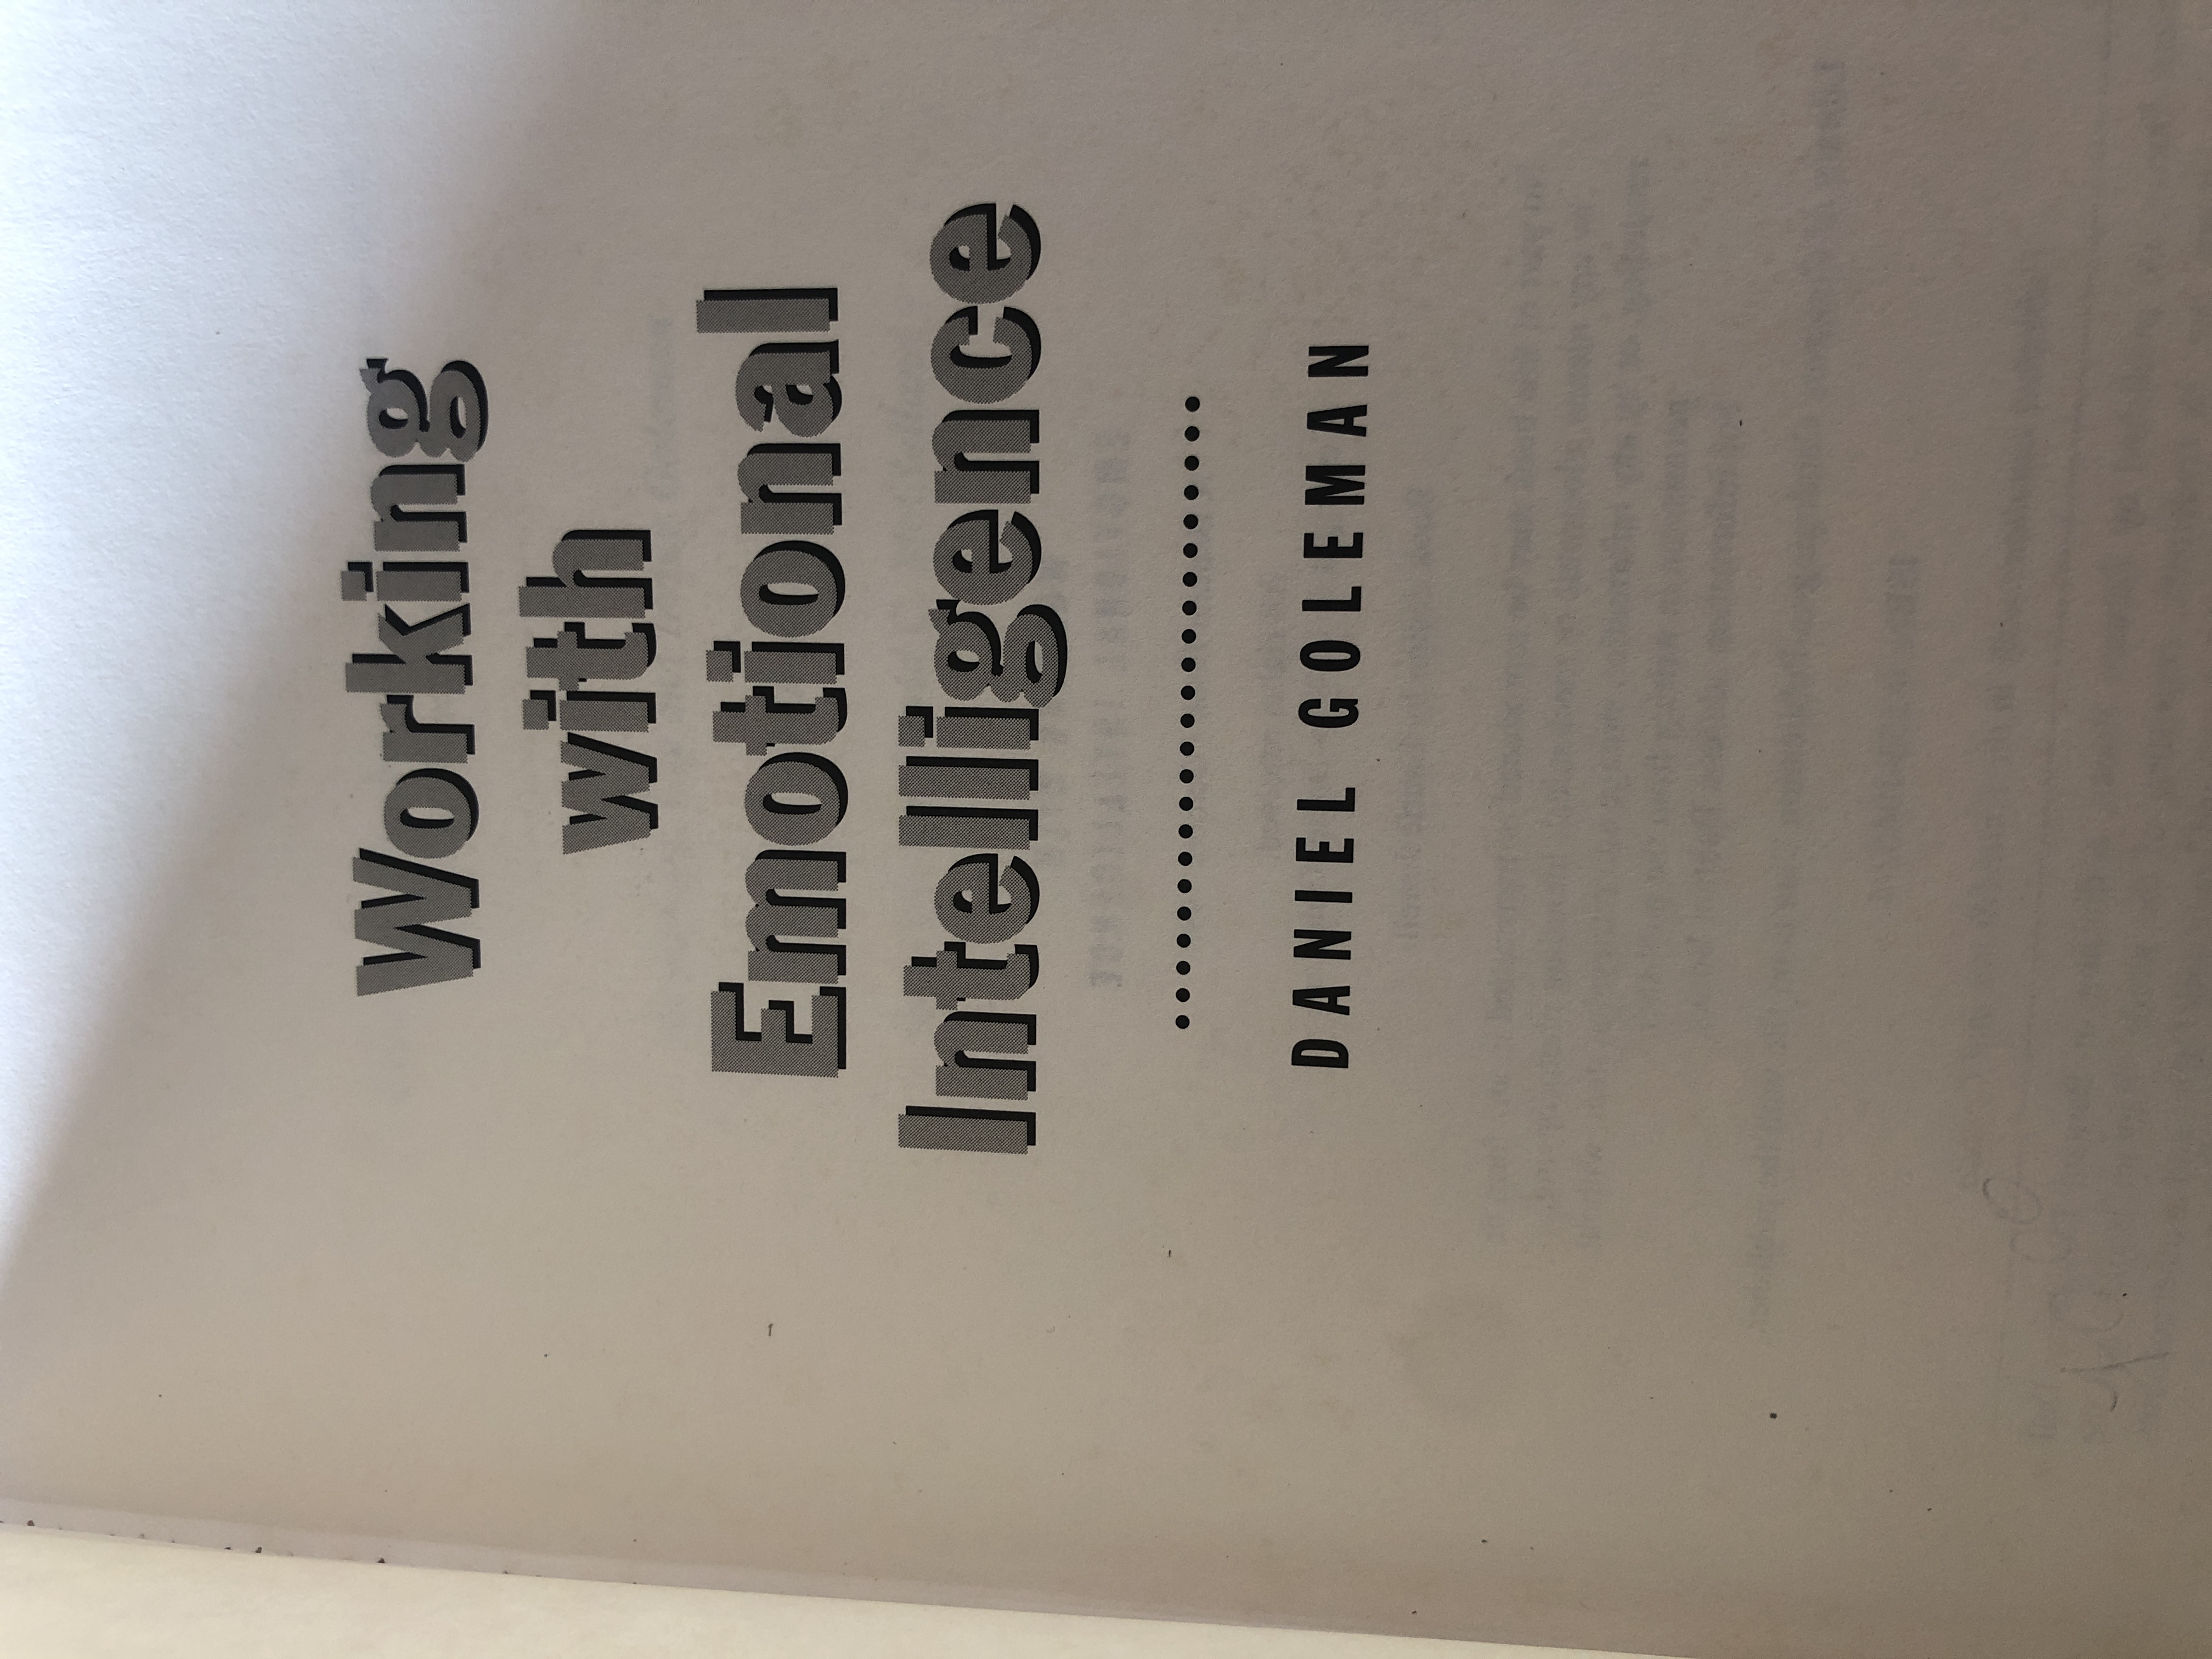 Working
with
Emotional
Intelligence
DANIEL GOLEMAN